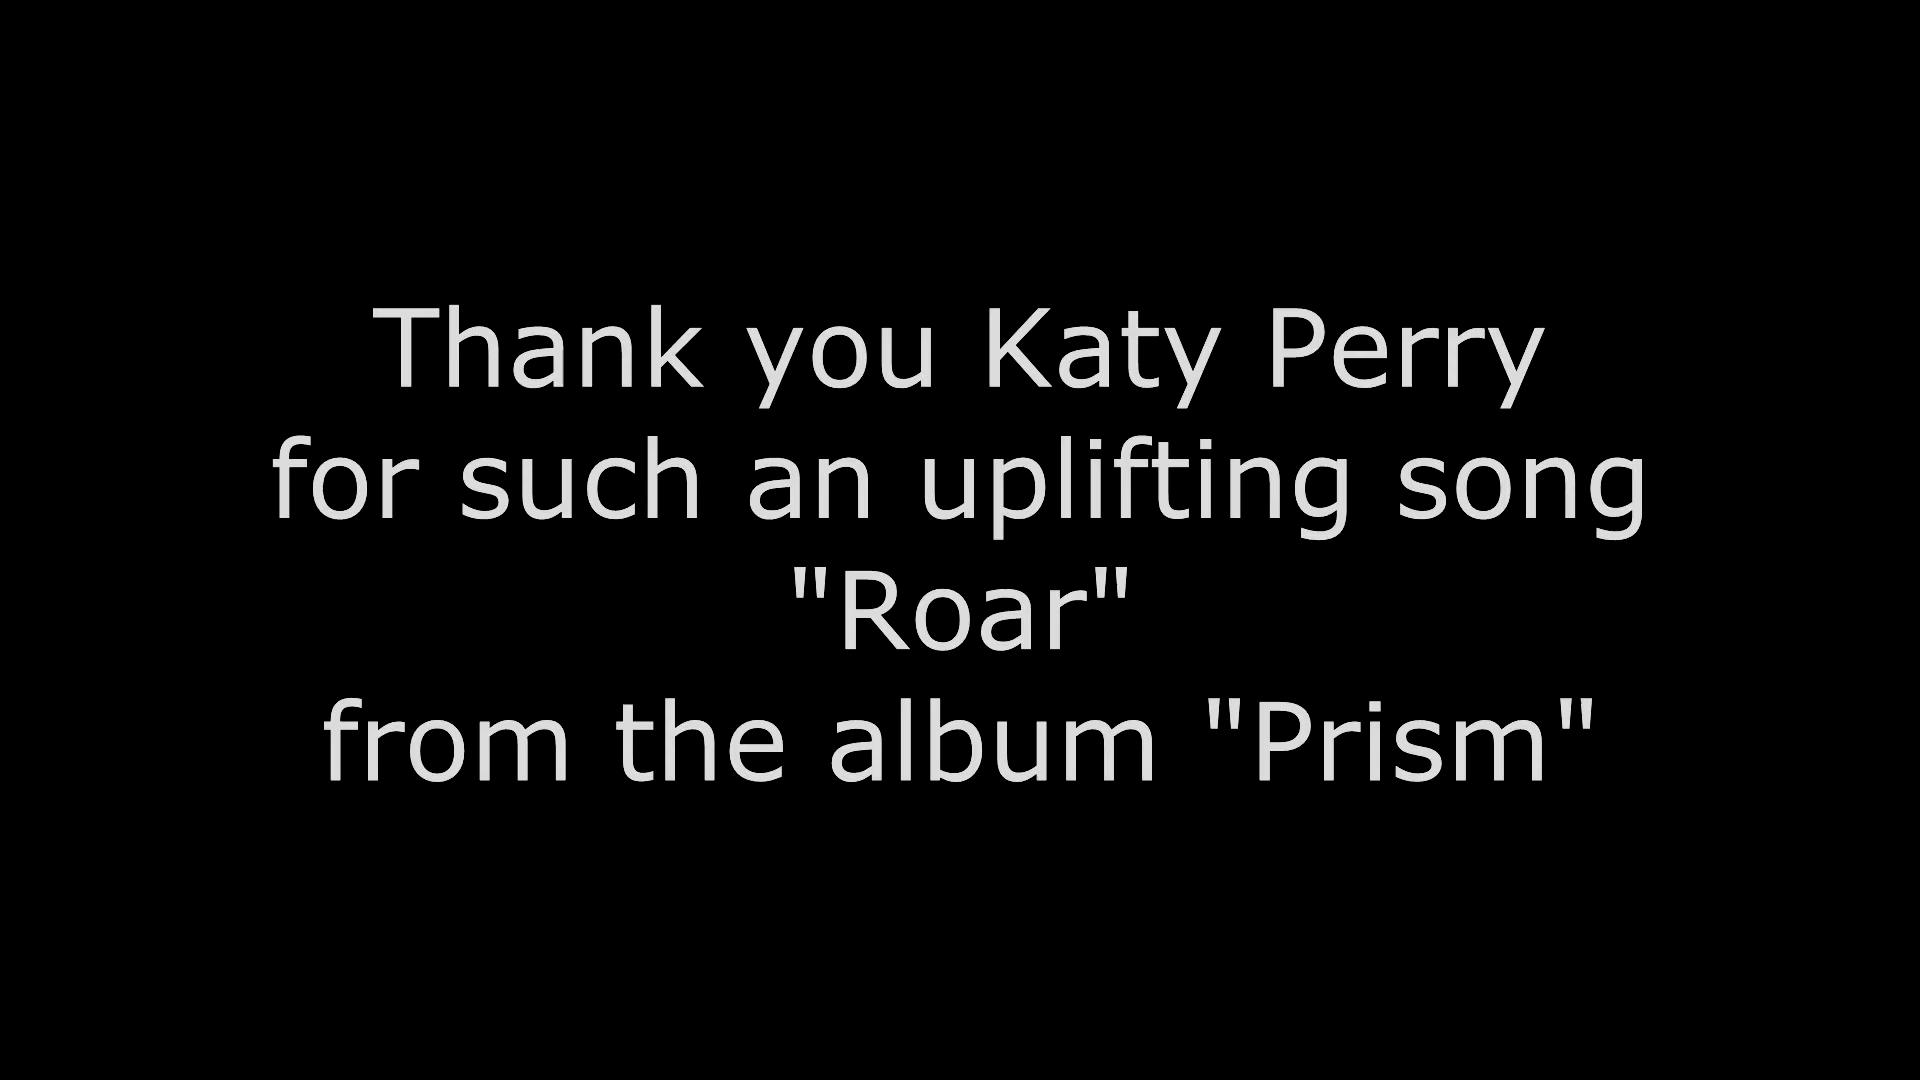 Thank you Katy Perry
for such an uplifting song
"Roar"
from the album "Prism"